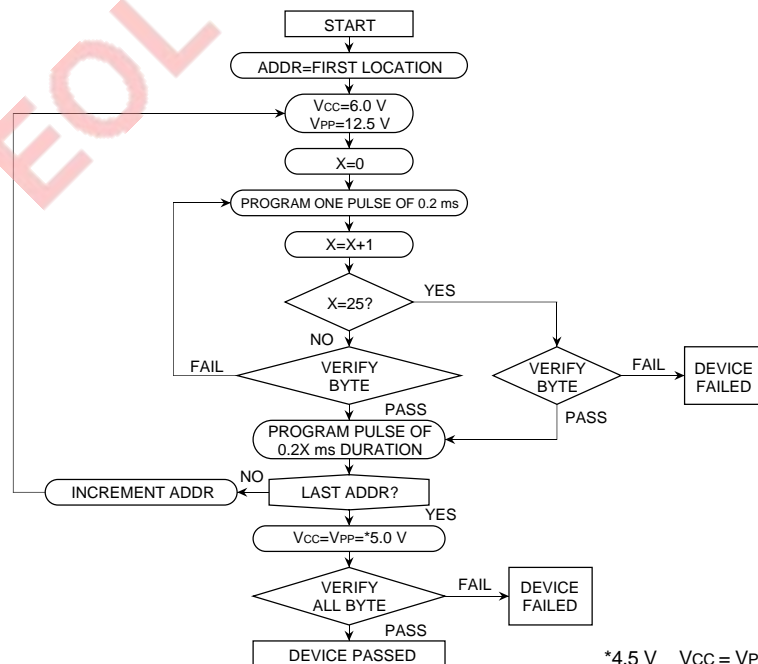 EOL
START
ADDR=FIRST LOCATION
VCC=6.0 V
VPP=12.5 V
X=0
PROGRAM ONE PULSE OF 0.2 ms
X=X+1
X=25?
YES
NO
FAIL
VERIFY
BYTE
PASS
VERIFY
BYTE
FAIL
DEVICE
FAILED
PASS
PROGRAM PULSE OF
0.2X ms DURATION
INCREMENT ADDR
NO
LAST ADDR?
YES
VCC=VPP=*5.0 V
VERIFY
ALL BYTE
FAIL
DEVICE
FAILED
PASS
DEVICE PASSED
*4.5 V VCC = VP